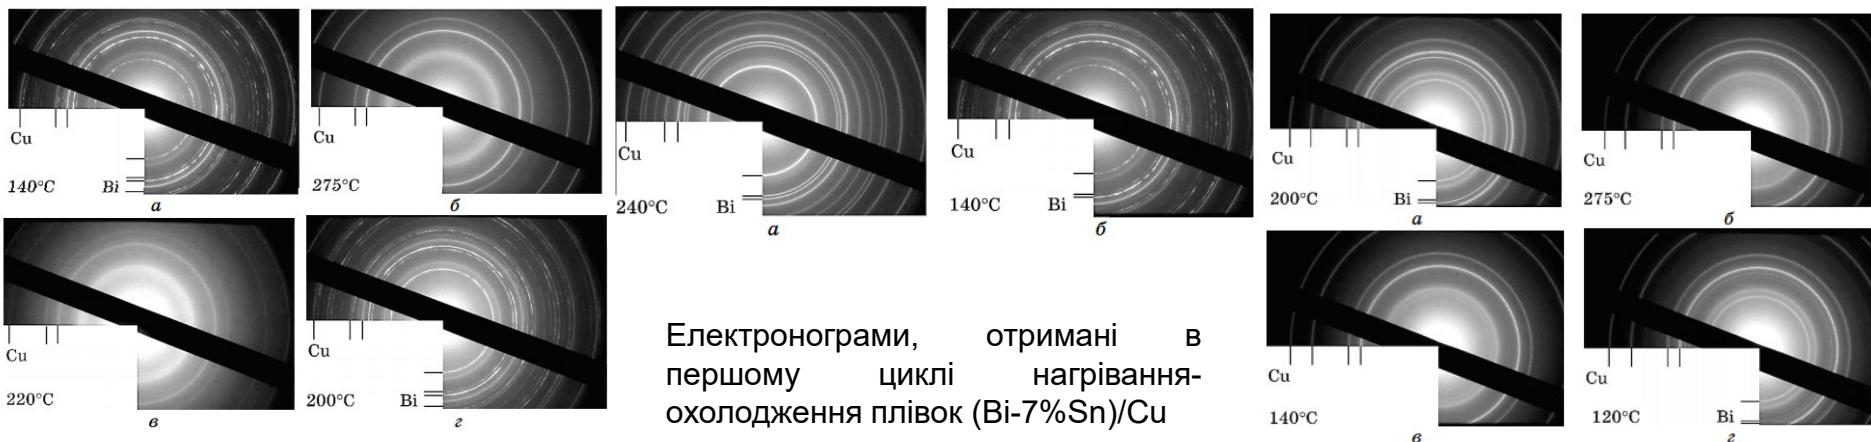 Cu
140°C Bi
а
Cu
275°C
б
Cu
220°C
в
Cu
200°C Bi
г
Cu
240°C Bi
а
Cu
140°C Bi
б
Електронограми, отримані в
першому циклі нагрівання-
охолодження плівок (Bi-7%Sn)/Cu
Cu
200°C Bi
а
Cu
275°C
б
Cu
140°C
в
Cu
120°C Bi
г